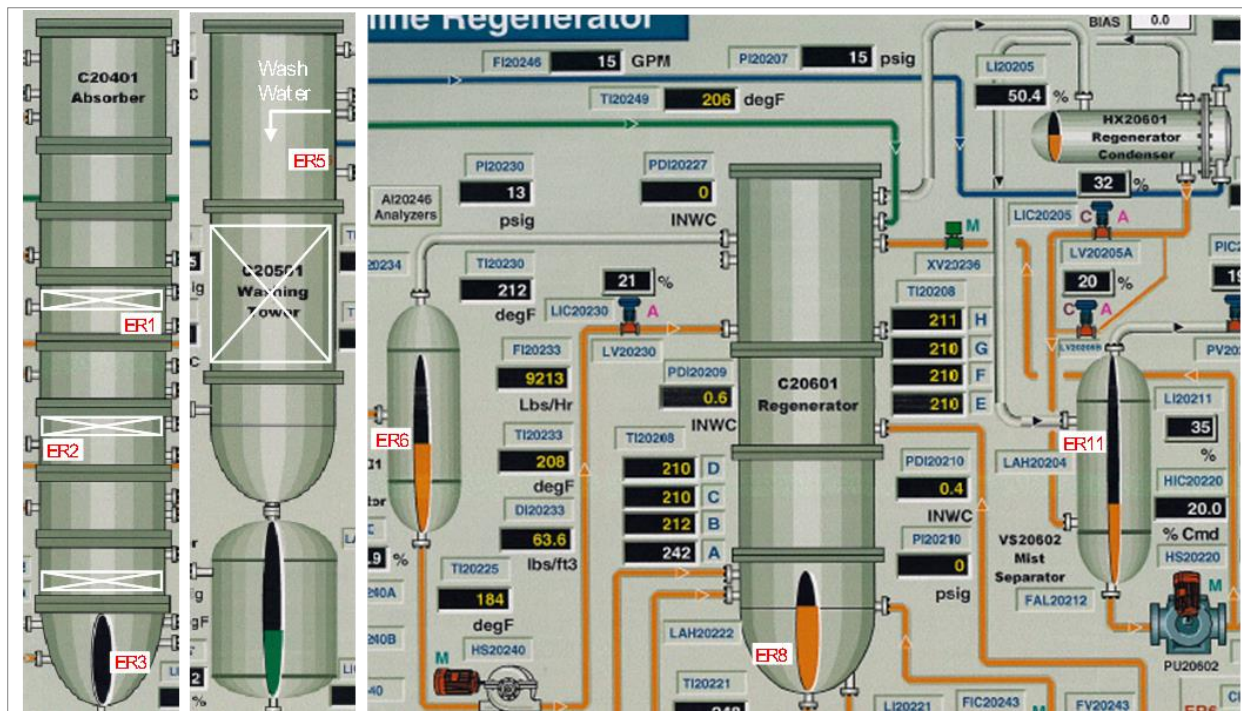 C20401
Absorber
ER1
ER2
ER3
Wash
Water
ER5
C20501
Washing
Tower
%
ine Regenerator
FI20246
15 GPM
PI20207
15 psig
BIAS
0.0
LI20205
50.4 %
TI20249
206 degF
HX20601
Regenerator
Condenser
PI20230
13
psig
PDI20227
0
INWC
AI20246
Analyzers
32 %
LIC20205
C A
LV20205A
M
XV20236
20234
TI20230
212
degF
21 %
LIC20230
A
LV20230
TI20208
211 H
210 G
210 F
210 E
20 %
C A
FI20233
9213
Lbs/Hr
PDI20209
0.6
INWC
C20601
Regenerator
LI20211
35
%
ER6
TI20233
208
degF
TI20208
210 D
210 C
212 B
242 A
ER11
LAH20204
PDI20210
0.4
INWC
HIC20220
20.0
% Cmd
DI20233
63.6
lbs/ft3
PI20210
0
psig
VS20602
Mist
Separator
HS20220
M
TI20225
184
degF
FAL20212
LAH20222
HS20240
M
ER8
PU20602
TI20221
LI20221
FIC20243
FV20243
M